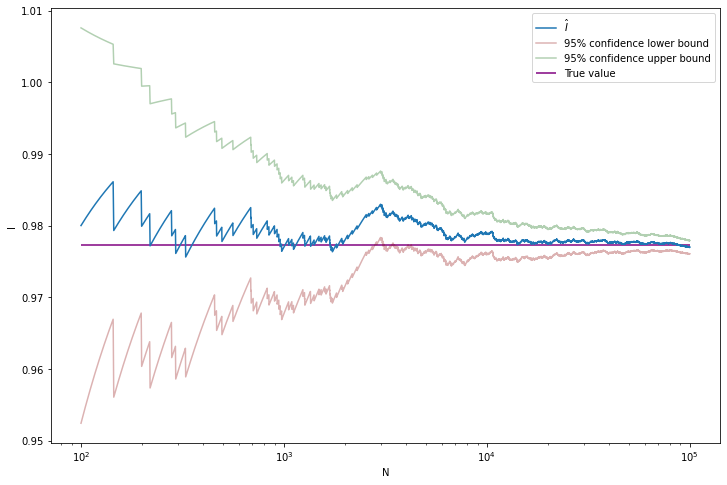 1.01
1.00
0.99
0.98
0.97
0.96
0.95
I
10²
10³
10⁴
10⁵
N
Î
95% confidence lower bound
95% confidence upper bound
True value